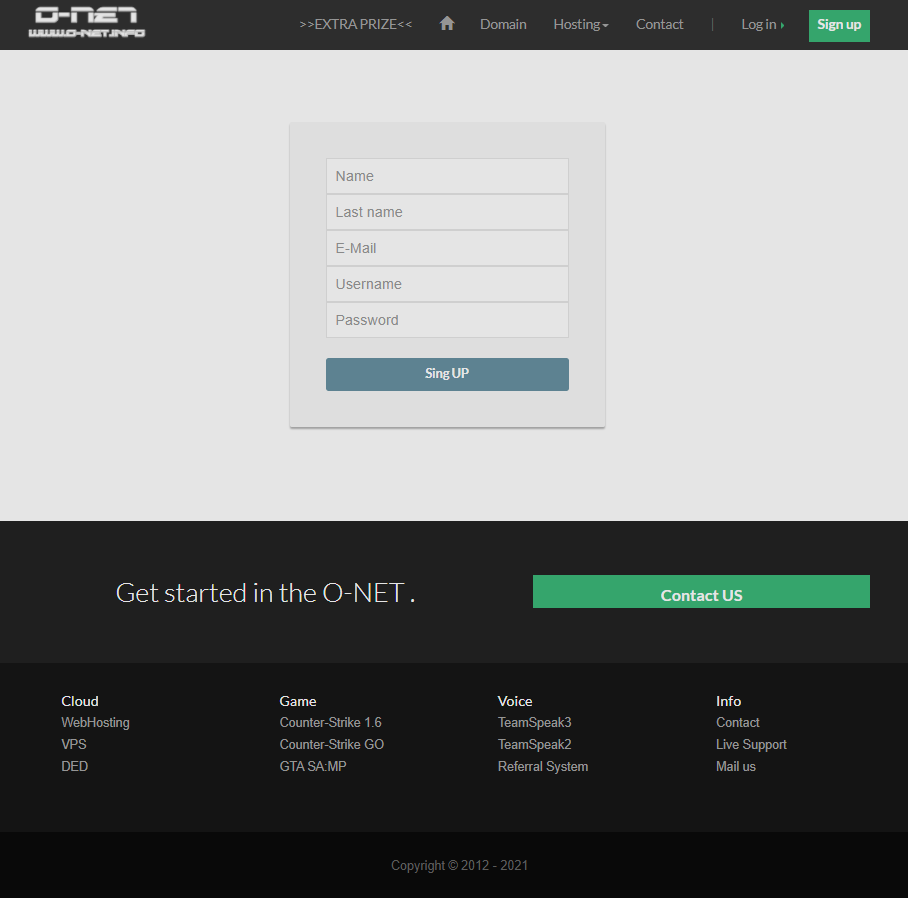 O-NET
WWW.O-NET.INFO
>>EXTRA PRIZE<< Domain Hosting Contact | Log in Sign up
Name
Last name
E-Mail
Username
Password
Sing UP
Get started in the O-NET .
Contact US
Cloud Game Voice Info
WebHosting Counter-Strike 1.6 TeamSpeak3 Contact
VPS Counter-Strike GO TeamSpeak2 Live Support
DED GTA SA:MP Referral System Mail us
Copyright © 2012 - 2021